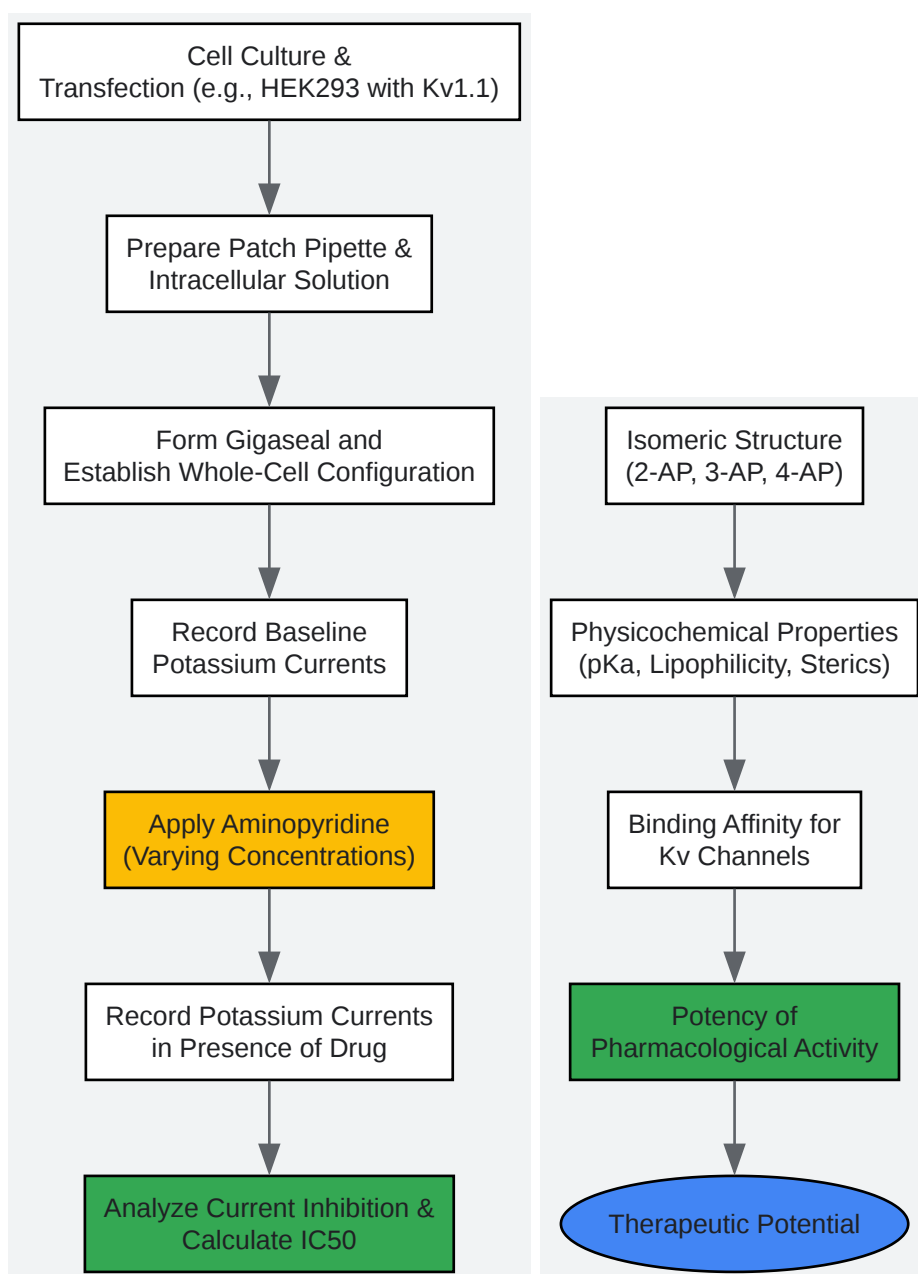 Cell Culture &
Transfection (e.g., HEK293 with Kv1.1)
Prepare Patch Pipette &
Intracellular Solution
Form Gigaseal and
Establish Whole-Cell Configuration
Record Baseline
Potassium Currents
Apply Aminopyridine
(Varying Concentrations)
Record Potassium Currents
in Presence of Drug
Analyze Current Inhibition &
Calculate IC50
Isomeric Structure
(2-AP, 3-AP, 4-AP)
Physicochemical Properties
(pKa, Lipophilicity, Sterics)
Binding Affinity for
Kv Channels
Potency of
Pharmacological Activity
Therapeutic Potential